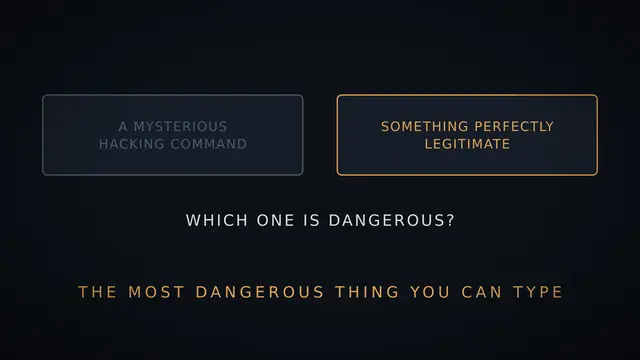 A MYSTERIOUS
HACKING COMMAND
SOMETHING PERFECTLY
LEGITIMATE
WHICH ONE IS DANGEROUS?
THE MOST DANGEROUS THING YOU CAN TYPE